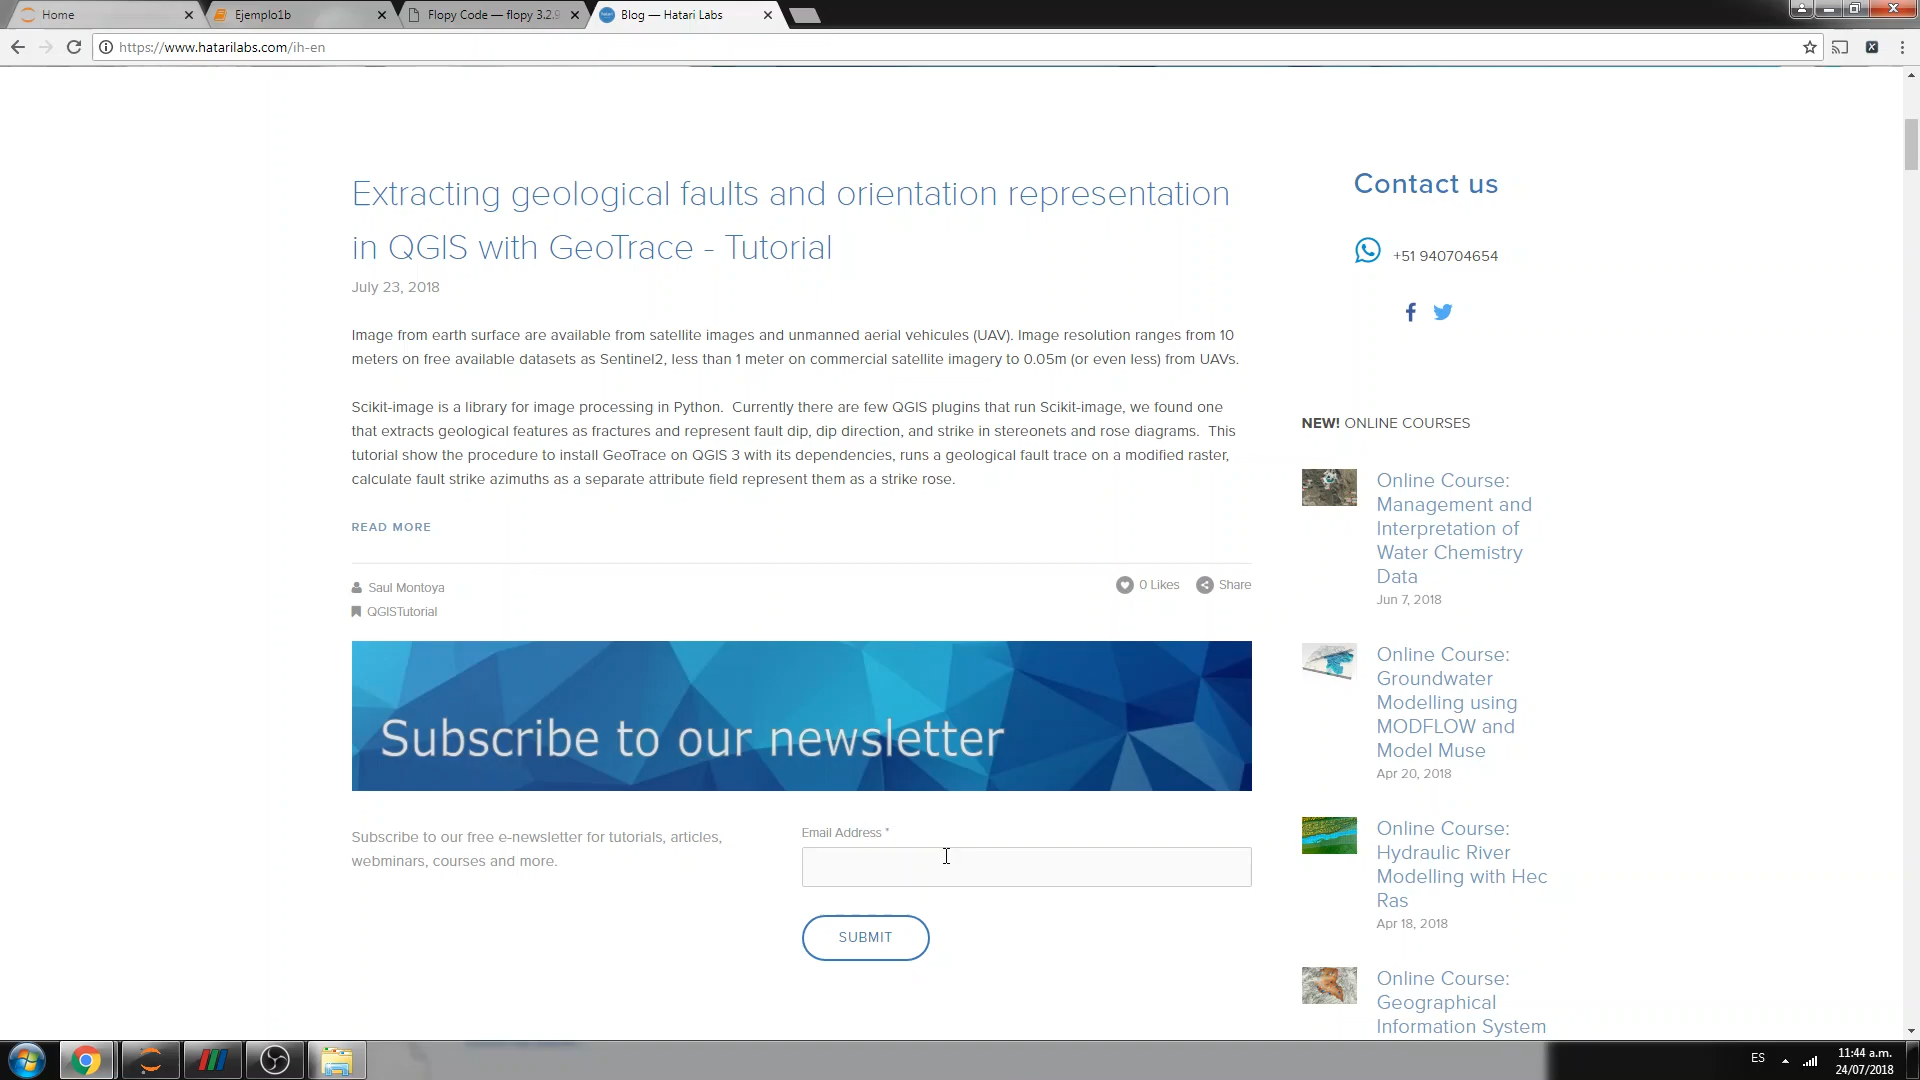 Home
Ejemplo1b
Flopy Code — flopy 3.2.9
Blog — Hatari Labs
https://www.hatarilabs.com/ih-en
Extracting geological faults and orientation representation
in QGIS with GeoTrace - Tutorial
July 23, 2018
Image from earth surface are available from satellite images and unmanned aerial vehicules (UAV). Image resolution ranges from 10
meters on free available datasets as Sentinel2, less than 1 meter on commercial satellite imagery to 0.05m (or even less) from UAVs.
Scikit-image is a library for image processing in Python. Currently there are few QGIS plugins that run Scikit-image, we found one
that extracts geological features as fractures and represent fault dip, dip direction, and strike in stereonets and rose diagrams. This
tutorial show the procedure to install GeoTrace on QGIS 3 with its dependencies, runs a geological fault trace on a modified raster,
calculate fault strike azimuths as a separate attribute field represent them as a strike rose.
READ MORE
Saul Montoya
0 Likes
Share
QGISTutorial
Subscribe to our newsletter
Subscribe to our free e-newsletter for tutorials, articles,
webminars, courses and more.
Email Address *
SUBMIT
Contact us
+51 940704654
NEW! ONLINE COURSES
Online Course:
Management and
Interpretation of
Water Chemistry
Data
Jun 7, 2018
Online Course:
Groundwater
Modelling using
MODFLOW and
Model Muse
Apr 20, 2018
Online Course:
Hydraulic River
Modelling with Hec
Ras
Apr 18, 2018
Online Course:
Geographical
Information System
ES
11:44 a.m.
24/07/2018